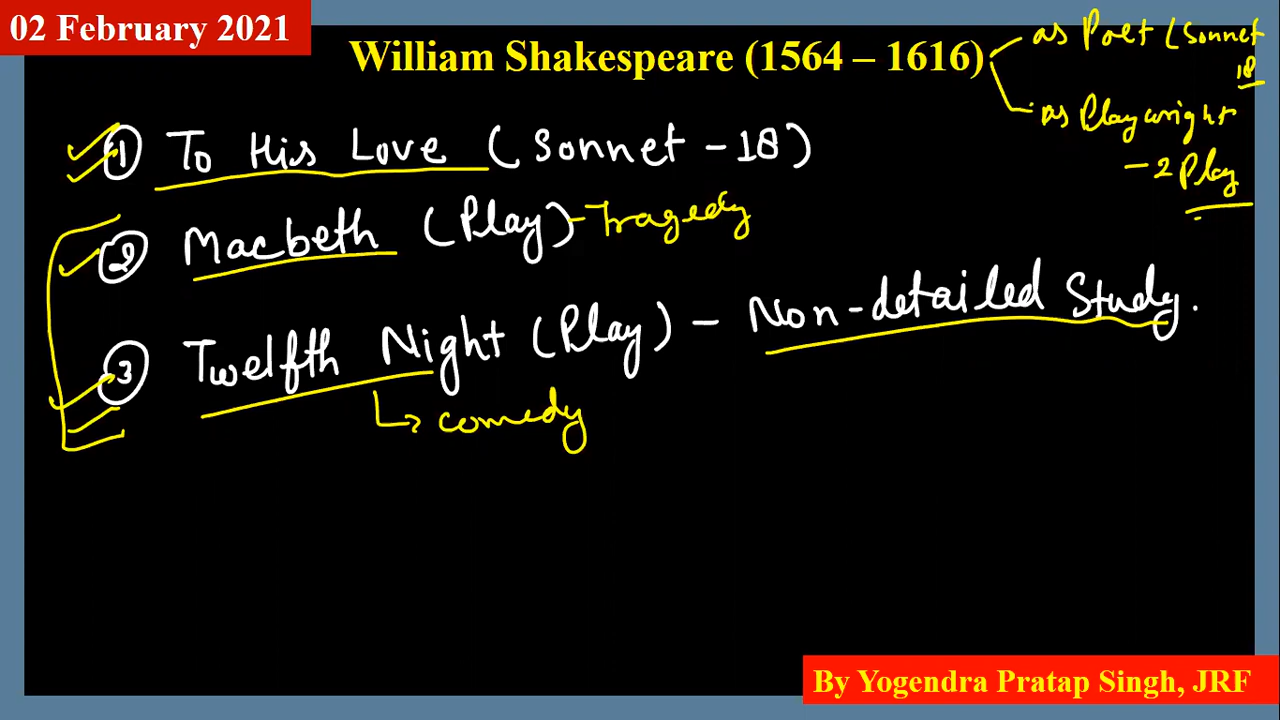 02 February 2021
William Shakespeare (1564 – 1616)
as Poet (Sonnet
18
as Playwright
– 2 Play
1 To His Love (Sonnet – 18)
2 Macbeth (Play) – Tragedy
3 Twelfth Night (Play) – Non-detailed Study.
comedy
By Yogendra Pratap Singh, JRF